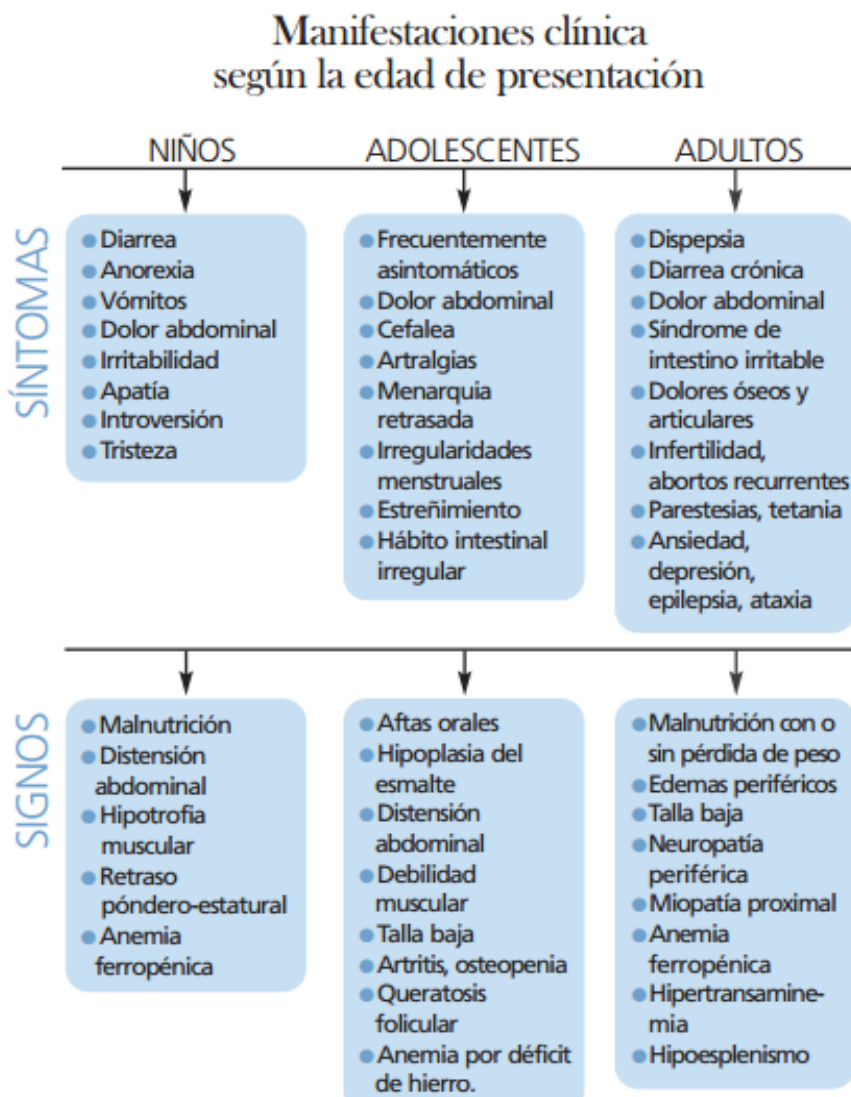 Manifestaciones clínica
según la edad de presentación
NIÑOS
ADOLESCENTES
ADULTOS
SÍNTOMAS
Diarrea
Anorexia
Vómitos
Dolor abdominal
Irritabilidad
Apatía
Introversión
Tristeza
Frecuentemente
asintomáticos
Dolor abdominal
Cefalea
Artralgias
Menarquia
retrasada
Irregularidades
menstruales
Estreñimiento
Hábito intestinal
irregular
Dispepsia
Diarrea crónica
Dolor abdominal
Síndrome de
intestino irritable
Dolores óseos y
articulares
Infertilidad,
abortos recurrentes
Parestesias, tetania
Ansiedad,
depresión,
epilepsia, ataxia
SIGNOS
Malnutrición
Distensión
abdominal
Hipotrofia
muscular
Retraso
póndero-estatural
Anemia
ferropénica
Aftas orales
Hipoplasia del
esmalte
Distensión
abdominal
Debilidad
muscular
Talla baja
Artritis, osteopenia
Queratosis
folicular
Anemia por déficit
de hierro.
Malnutrición con o
sin pérdida de peso
Edemas periféricos
Talla baja
Neuropatía
periférica
Miopatía proximal
Anemia
ferropénica
Hipertransamine-
mia
Hipoesplenismo